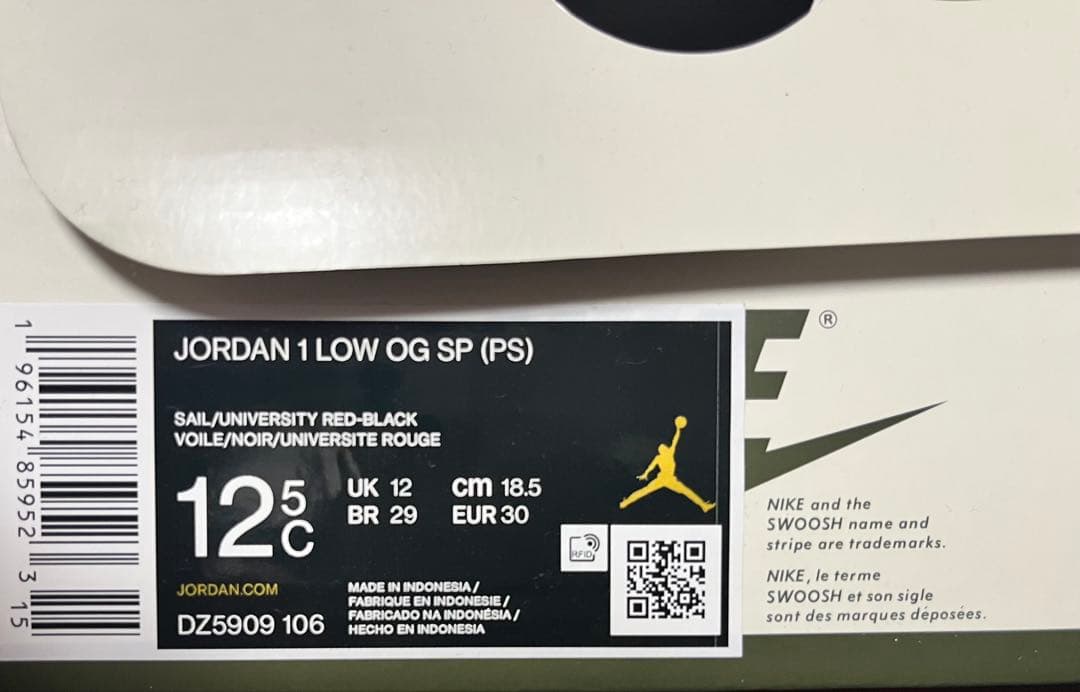 JORDAN 1 LOW OG SP (PS)
SAIL/UNIVERSITY RED-BLACK
VOILE/NOIR/UNIVERSITE ROUGE
12 5C
UK 12 cm 18.5
BR 29 EUR 30
JORDAN.COM
DZ5909 106
MADE IN INDONESIA/
FABRIQUE EN INDONESIE/
FABRICADO NA INDONÉSIA/
HECHO EN INDONESIA
RFID
1 96154 85952 3 15
®
NIKE and the
SWOOSH name and
stripe are trademarks.
NIKE, le terme
SWOOSH et son sigle
sont des marques déposées.